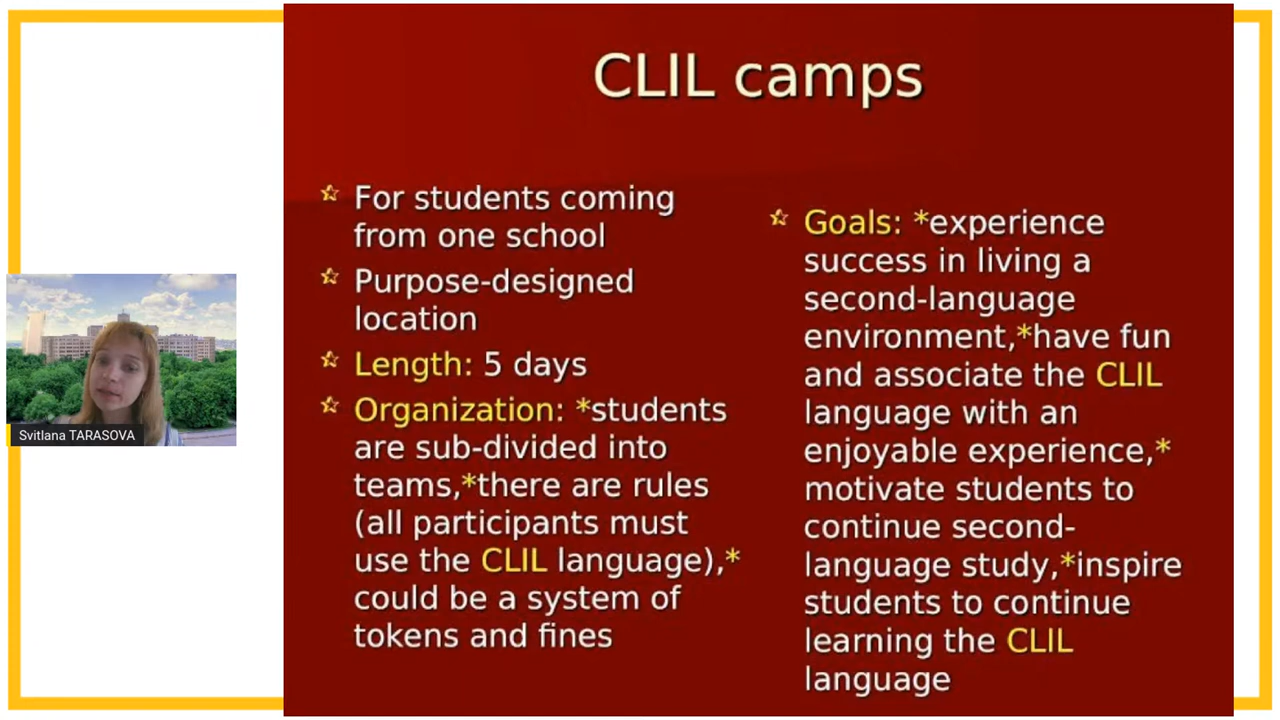 CLIL camps
For students coming
from one school
Purpose-designed
location
Length: 5 days
Organization: *students
are sub-divided into
teams,*there are rules
(all participants must
use the CLIL language),*
could be a system of
tokens and fines
Goals: *experience
success in living a
second-language
environment,*have fun
and associate the CLIL
language with an
enjoyable experience,*
motivate students to
continue second-
language study,*inspire
students to continue
learning the CLIL
language
Svitlana TARASOVA